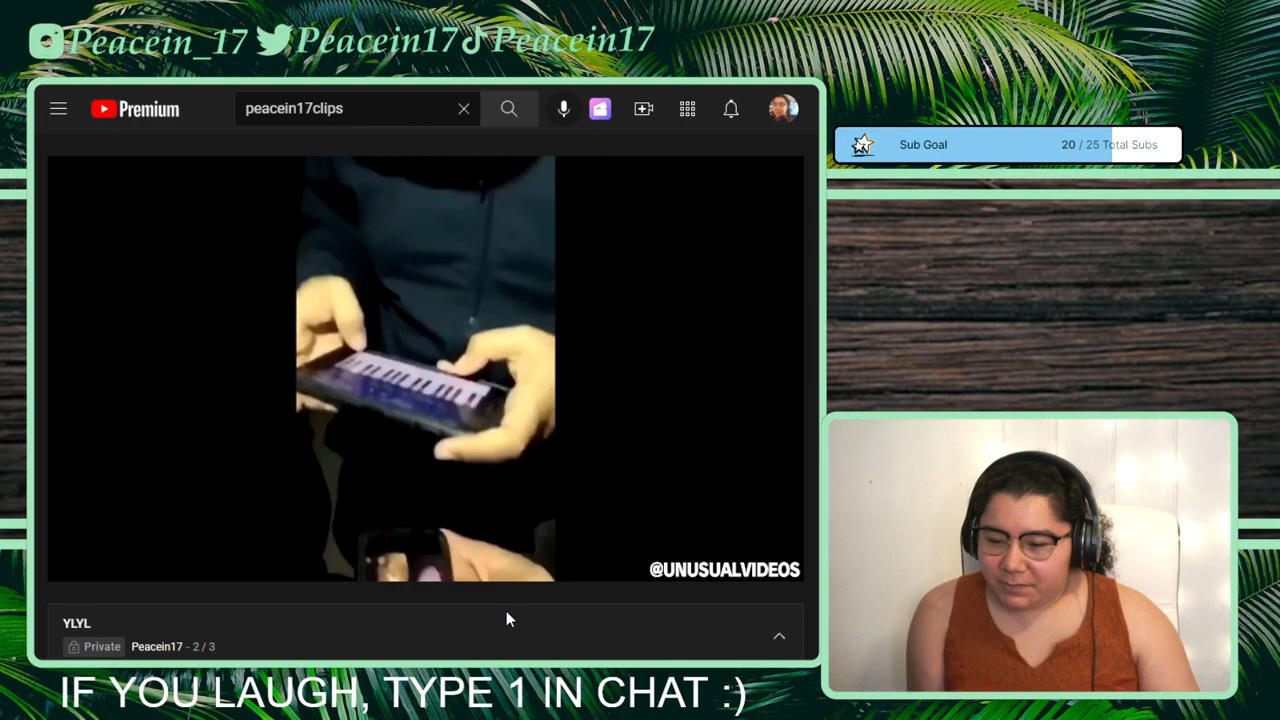 Peacein_17 Peacein17 Peacein17
Premium
peacein17clips
Sub Goal 20 / 25 Total Subs
@UNUSUALVIDEOS
YLYL
Private Peacein17 - 2 / 3
IF YOU LAUGH, TYPE 1 IN CHAT :)